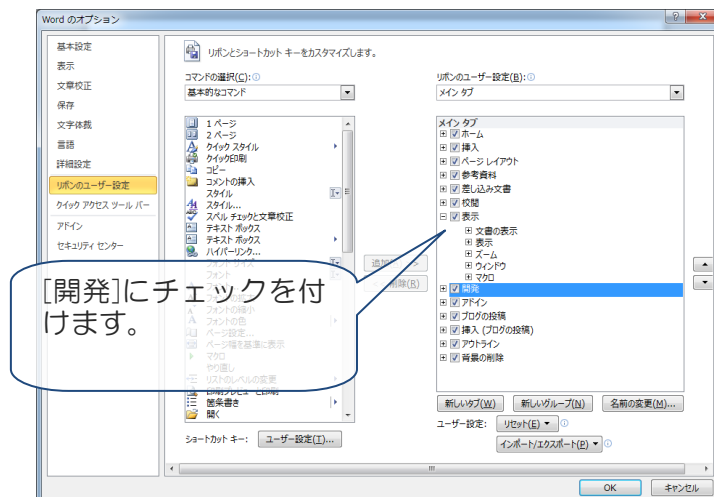 Word のオプション
基本設定
表示
文章校正
保存
文字体裁
言語
詳細設定
リボンのユーザー設定
クイック アクセス ツール バー
アドイン
セキュリティ センター
リボンとショートカット キーをカスタマイズします。
コマンドの選択(C):
基本的なコマンド
1 ページ
2 ページ
クイック スタイル
クイック印刷
コピー
コメントの挿入
スタイル
スタイル...
スペル チェックと文章校正
テキスト ボックス
テキスト ボックス
ハイパーリンク...
フォント サイズ
フォント
フォントの縮小
フォントの色
ページ設定...
ページ幅を基準に表示
マクロ
やり直し
リストのレベルの変更
印刷プレビューと印刷
箇条書き
開く
ショートカット キー:
ユーザー設定(T)...
削除(R)
[開発]にチェックを付
けます。
リボンのユーザー設定(B):
メイン タブ
メイン タブ
ホーム
挿入
ページ レイアウト
参考資料
差し込み文書
校閲
表示
文書の表示
表示
ズーム
ウィンドウ
マクロ
開発
アドイン
ブログの投稿
挿入 (ブログの投稿)
アウトライン
背景の削除
新しいタブ(W)
新しいグループ(N)
名前の変更(M)...
ユーザー設定:
リセット(E)
インポート/エクスポート(P)
OK
キャンセル